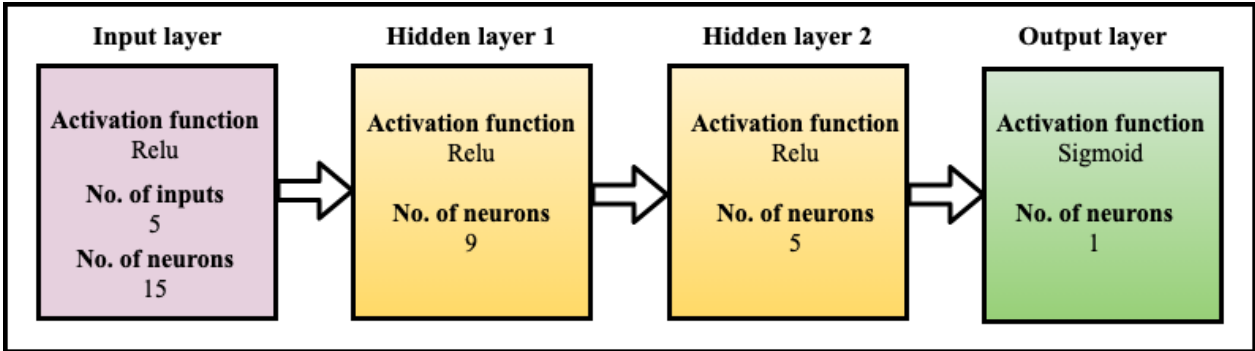 Input layer
Activation function
Relu
No. of inputs
5
No. of neurons
15
Hidden layer 1
Activation function
Relu
No. of neurons
9
Hidden layer 2
Activation function
Relu
No. of neurons
5
Output layer
Activation function
Sigmoid
No. of neurons
1